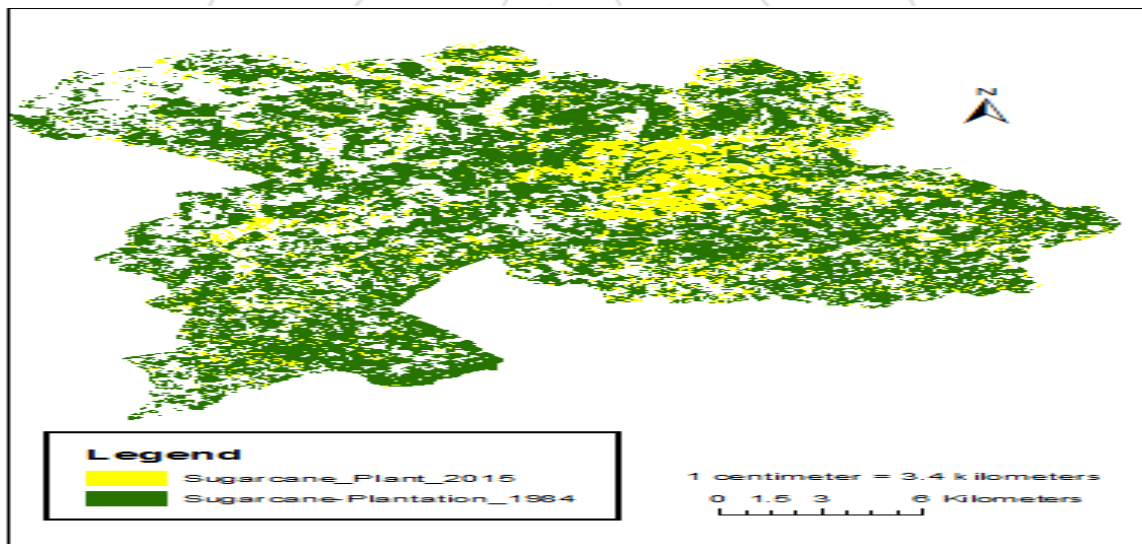 N
Legend
Sugarcane_Plant_2015
Sugarcane-Plantation_1984
1 centimeter = 3.4 kilometers
0 1.5 3 6 Kilometers